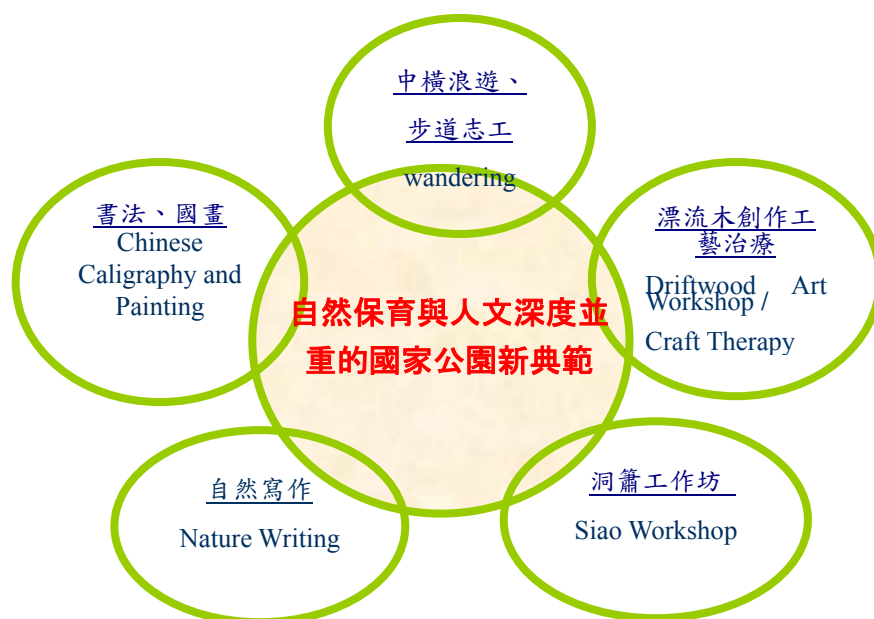 中橫浪遊、
步道志工
wandering
書法、國畫
Chinese
Caligraphy and
Painting
漂流木創作工
藝治療
Driftwood Art
Workshop /
Craft Therapy
自然保育與人文深度並
重的國家公園新典範
自然寫作
Nature Writing
洞簫工作坊
Siao Workshop